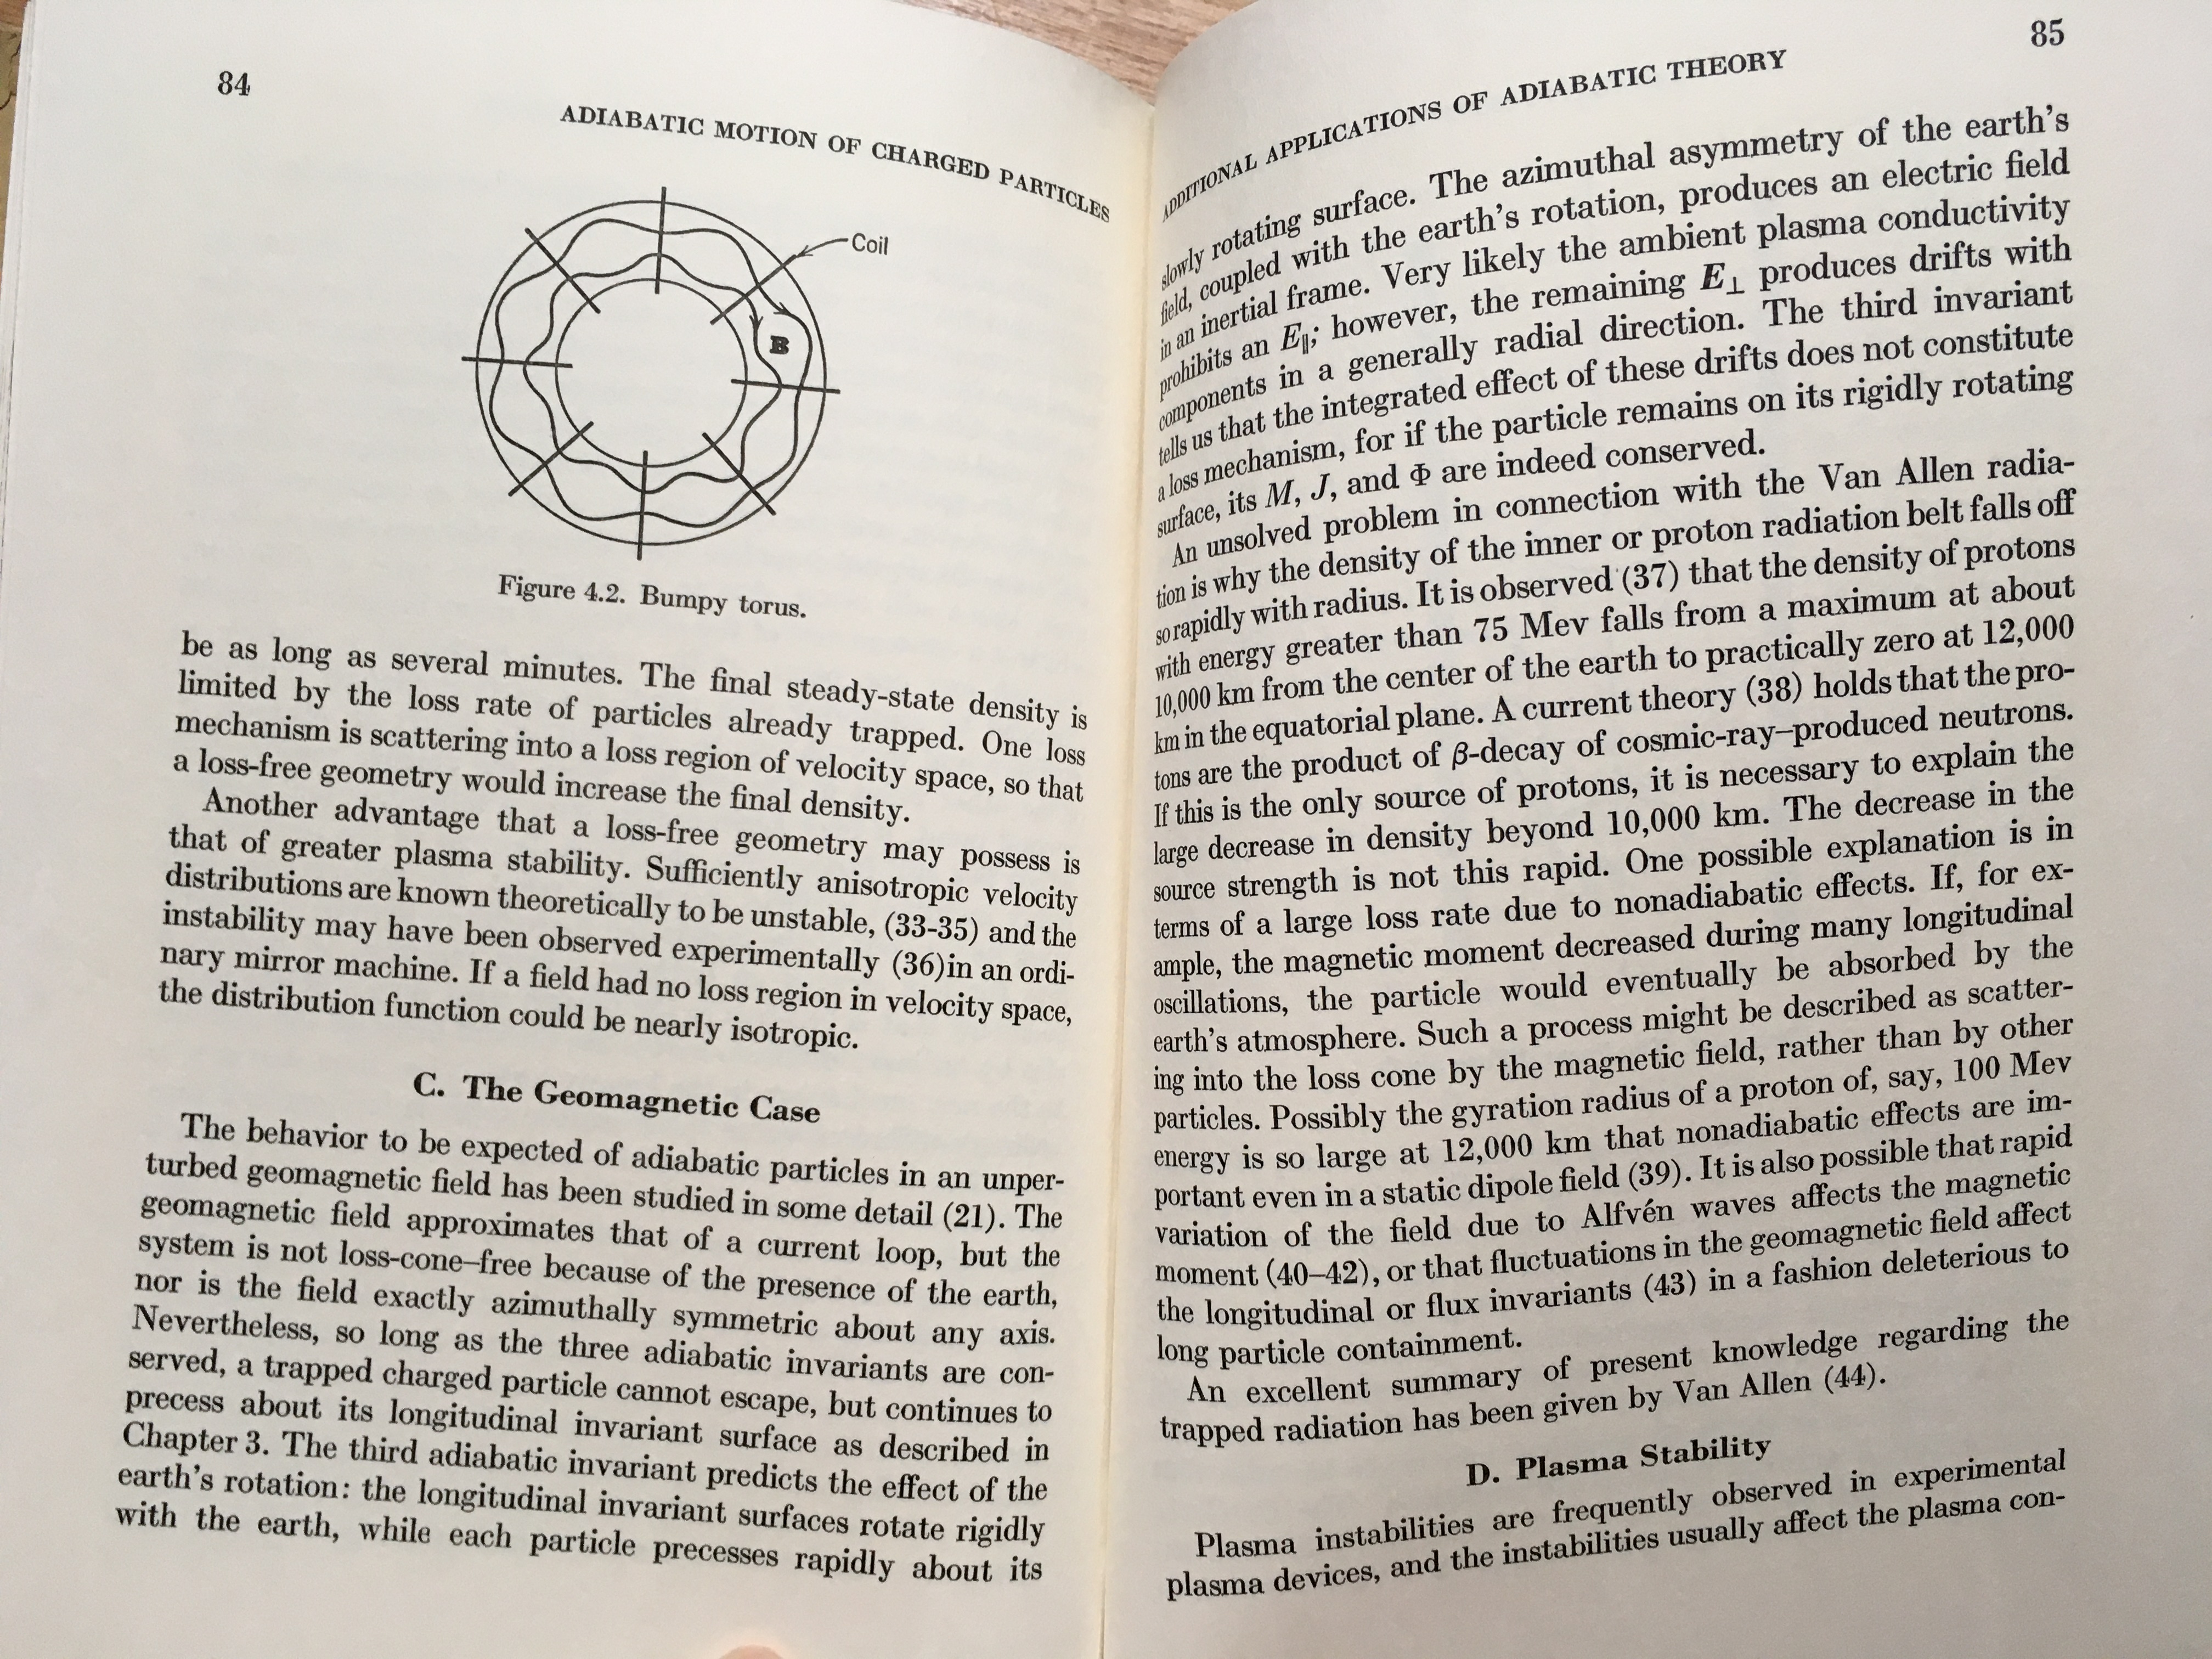 84
ADIABATIC MOTION OF CHARGED PARTICLES
Coil
B
Figure 4.2. Bumpy torus.
be as long as several minutes. The final steady-state density is
limited by the loss rate of particles already trapped. One loss
mechanism is scattering into a loss region of velocity space, so that
a loss-free geometry would increase the final density.
Another advantage that a loss-free geometry may possess is
that of greater plasma stability. Sufficiently anisotropic velocity
distributions are known theoretically to be unstable, (33-35) and the
instability may have been observed experimentally (36)in an ordi-
nary mirror machine. If a field had no loss region in velocity space,
the distribution function could be nearly isotropic.
C. The Geomagnetic Case
The behavior to be expected of adiabatic particles in an unper-
turbed geomagnetic field has been studied in some detail (21). The
geomagnetic field approximates that of a current loop, but the
system is not loss-cone–free because of the presence of the earth,
nor is the field exactly azimuthally symmetric about any axis.
Nevertheless, so long as the three adiabatic invariants are con-
served, a trapped charged particle cannot escape, but continues to
precess about its longitudinal invariant surface as described in
Chapter 3. The third adiabatic invariant predicts the effect of the
earth's rotation: the longitudinal invariant surfaces rotate rigidly
with the earth, while each particle precesses rapidly about its
85
ADDITIONAL APPLICATIONS OF ADIABATIC THEORY
slowly rotating surface. The azimuthal asymmetry of the earth's
field, coupled with the earth's rotation, produces an electric field
in an inertial frame. Very likely the ambient plasma conductivity
prohibits an E∥; however, the remaining E⊥ produces drifts with
components in a generally radial direction. The third invariant
tells us that the integrated effect of these drifts does not constitute
a loss mechanism, for if the particle remains on its rigidly rotating
surface, its M, J, and Φ are indeed conserved.
An unsolved problem in connection with the Van Allen radia-
tion is why the density of the inner or proton radiation belt falls off
so rapidly with radius. It is observed (37) that the density of protons
with energy greater than 75 Mev falls from a maximum at about
10,000 km from the center of the earth to practically zero at 12,000
km in the equatorial plane. A current theory (38) holds that the pro-
tons are the product of β-decay of cosmic-ray–produced neutrons.
If this is the only source of protons, it is necessary to explain the
large decrease in density beyond 10,000 km. The decrease in the
source strength is not this rapid. One possible explanation is in
terms of a large loss rate due to nonadiabatic effects. If, for ex-
ample, the magnetic moment decreased during many longitudinal
oscillations, the particle would eventually be absorbed by the
earth's atmosphere. Such a process might be described as scatter-
ing into the loss cone by the magnetic field, rather than by other
particles. Possibly the gyration radius of a proton of, say, 100 Mev
energy is so large at 12,000 km that nonadiabatic effects are im-
portant even in a static dipole field (39). It is also possible that rapid
variation of the field due to Alfvén waves affects the magnetic
moment (40–42), or that fluctuations in the geomagnetic field affect
the longitudinal or flux invariants (43) in a fashion deleterious to
long particle containment.
An excellent summary of present knowledge regarding the
trapped radiation has been given by Van Allen (44).
D. Plasma Stability
Plasma instabilities are frequently observed in experimental
plasma devices, and the instabilities usually affect the plasma con-